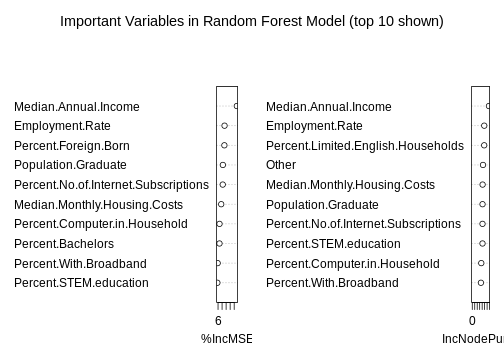 Important Variables in Random Forest Model (top 10 shown)
Median.Annual.Income
Employment.Rate
Percent.Foreign.Born
Population.Graduate
Percent.No.of.Internet.Subscriptions
Median.Monthly.Housing.Costs
Percent.Computer.in.Household
Percent.Bachelors
Percent.With.Broadband
Percent.STEM.education
6
%IncMSE
Median.Annual.Income
Employment.Rate
Percent.Limited.English.Households
Other
Median.Monthly.Housing.Costs
Population.Graduate
Percent.No.of.Internet.Subscriptions
Percent.STEM.education
Percent.Computer.in.Household
Percent.With.Broadband
0
IncNodePu